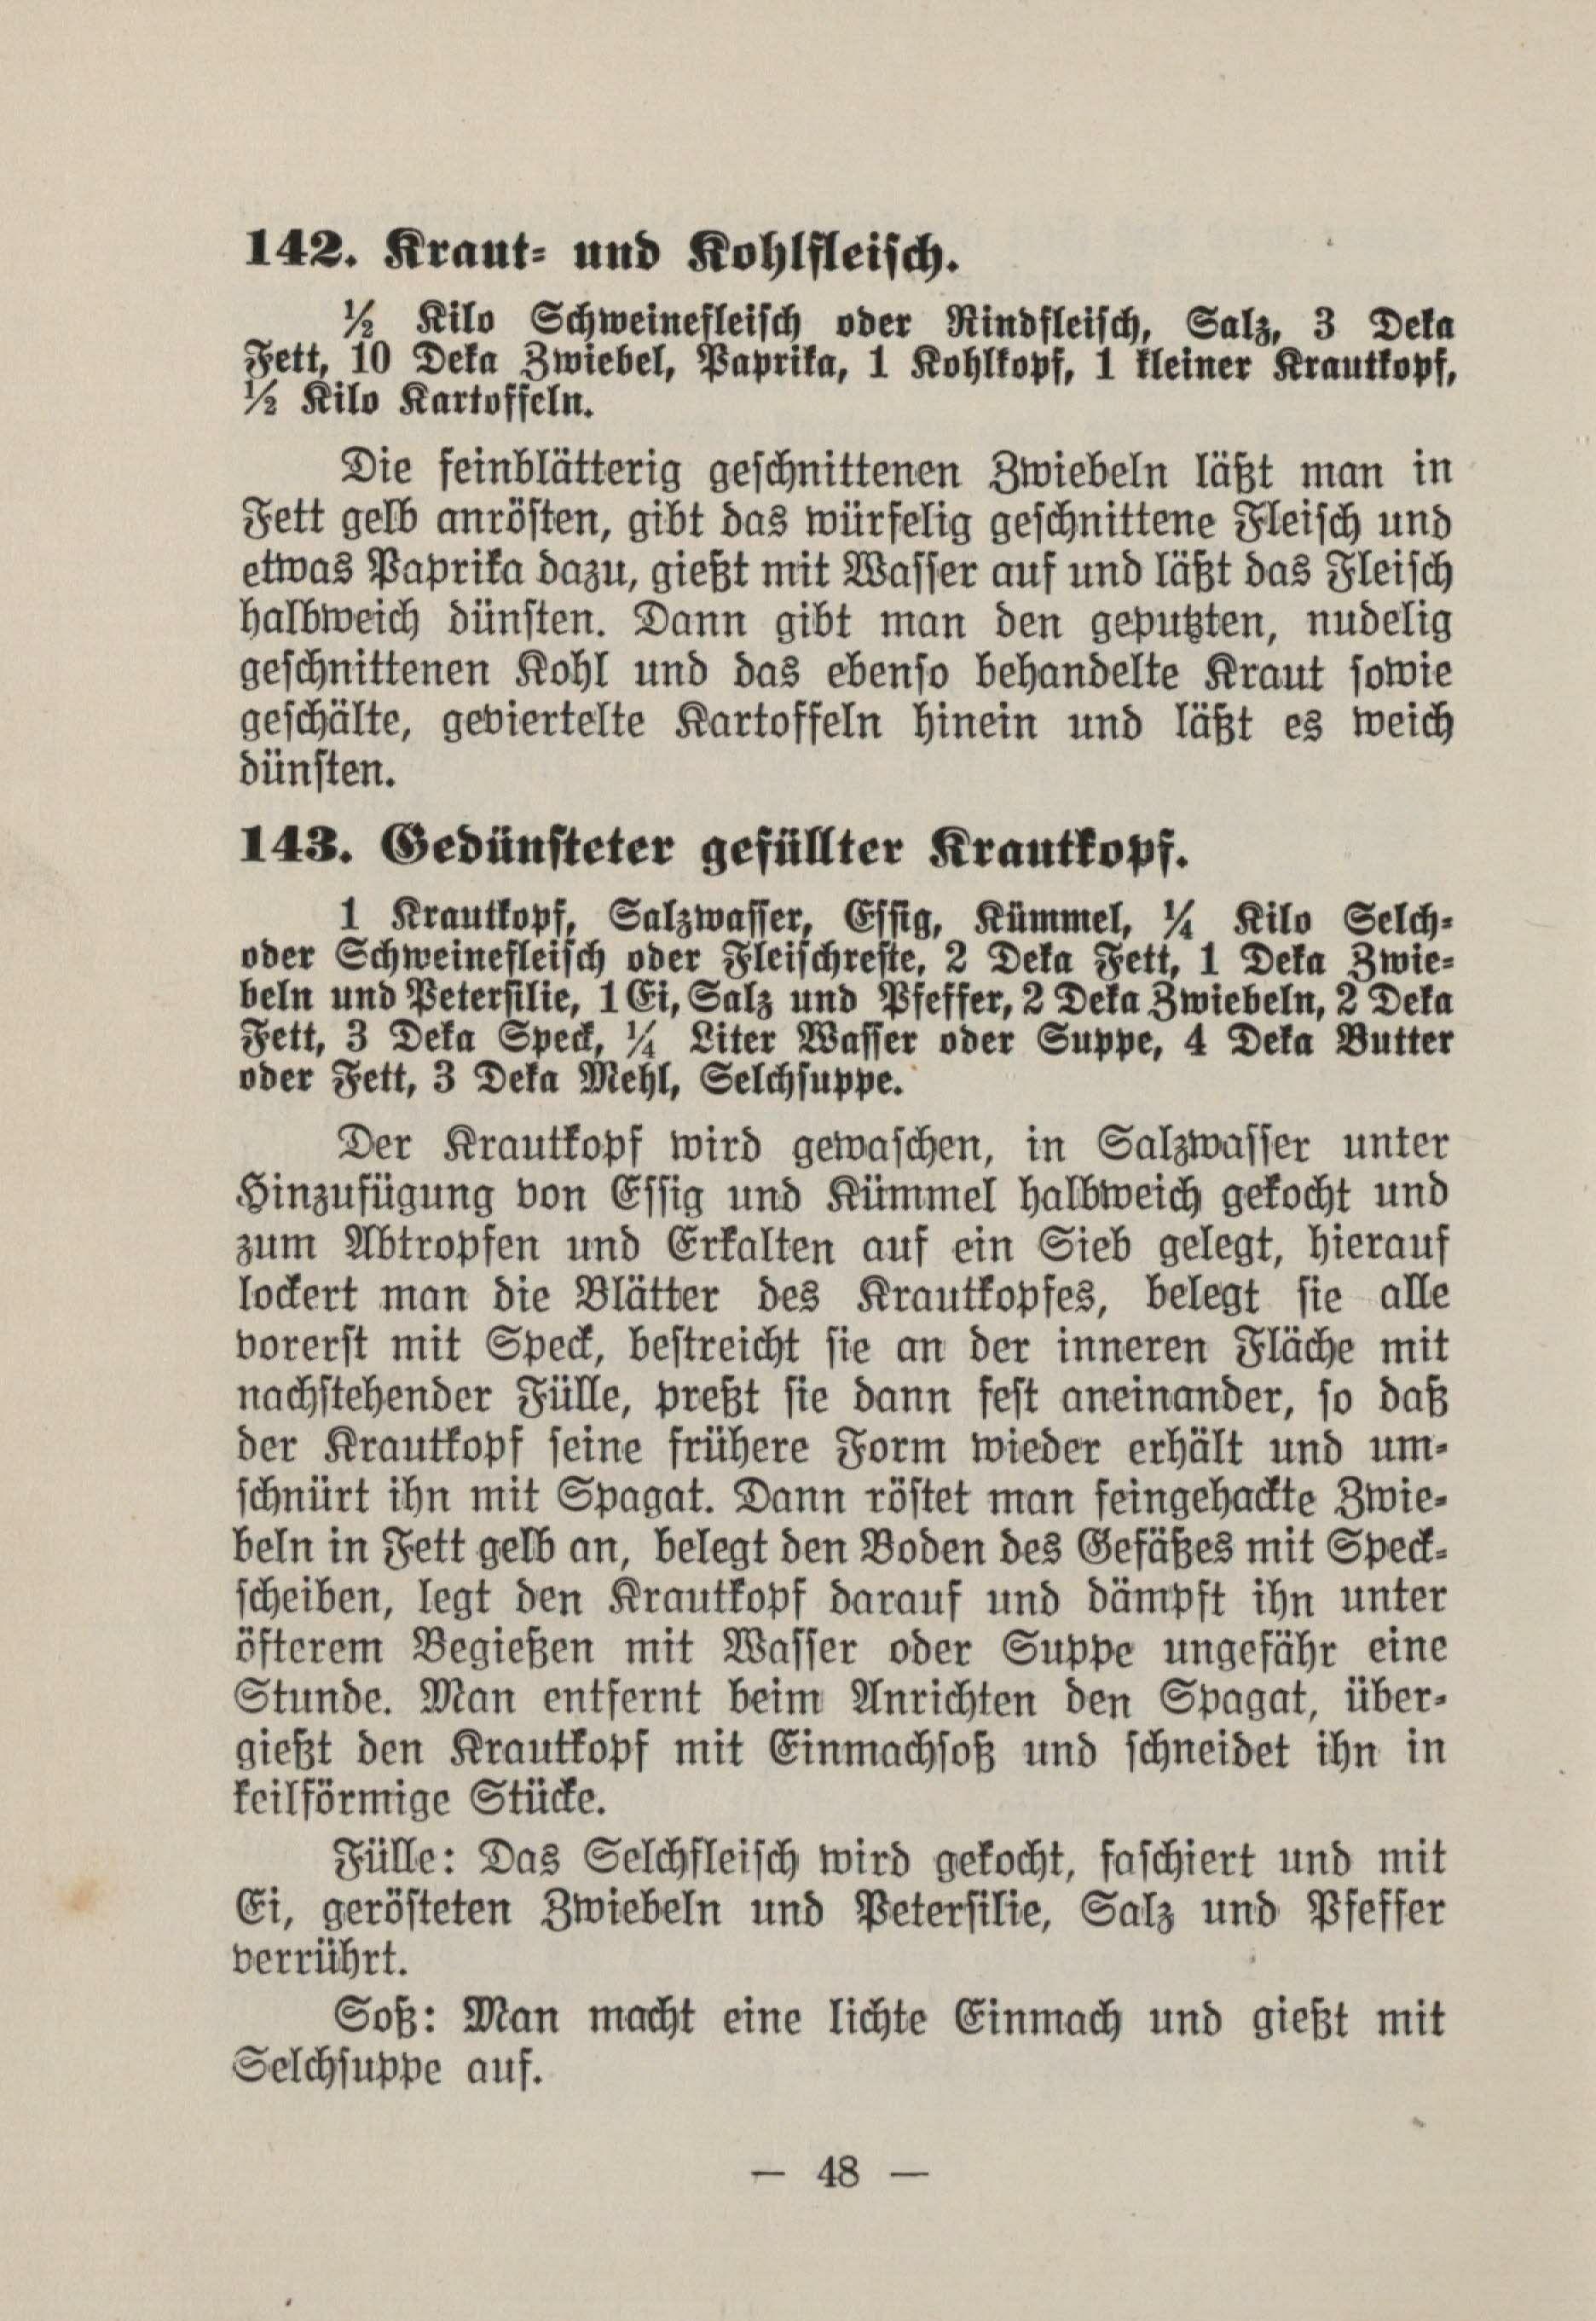 142. Kraut- und Kohlfleisch.
½ Kilo Schweinefleisch oder Rindfleisch, Salz, 3 Deka
Fett, 10 Deka Zwiebel, Paprika, 1 Kohlkopf, 1 kleiner Krautkopf,
½ Kilo Kartoffeln.
Die feinblätterig geschnittenen Zwiebeln läßt man in
Fett gelb anrösten, gibt das würfelig geschnittene Fleisch und
etwas Paprika dazu, gießt mit Wasser auf und läßt das Fleisch
halbweich dünsten. Dann gibt man den geputzten, nudelig
geschnittenen Kohl und das ebenso behandelte Kraut sowie
geschälte, geviertelte Kartoffeln hinein und läßt es weich
dünsten.
143. Gedünsteter gefüllter Krautkopf.
1 Krautkopf, Salzwasser, Essig, Kümmel, ¼ Kilo Selch-
oder Schweinefleisch oder Fleischreste, 2 Deka Fett, 1 Deka Zwie-
beln und Petersilie, 1 Ei, Salz und Pfeffer, 2 Deka Zwiebeln, 2 Deka
Fett, 3 Deka Speck, ¼ Liter Wasser oder Suppe, 4 Deka Butter
oder Fett, 3 Deka Mehl, Selchsuppe.
Der Krautkopf wird gewaschen, in Salzwasser unter
Hinzufügung von Essig und Kümmel halbweich gekocht und
zum Abtropfen und Erkalten auf ein Sieb gelegt, hierauf
lockert man die Blätter des Krautkopfes, belegt sie alle
vorerst mit Speck, bestreicht sie an der inneren Fläche mit
nachstehender Fülle, preßt sie dann fest aneinander, so daß
der Krautkopf seine frühere Form wieder erhält und um-
schnürt ihn mit Spagat. Dann röstet man feingehackte Zwie-
beln in Fett gelb an, belegt den Boden des Gefäßes mit Speck-
scheiben, legt den Krautkopf darauf und dämpft ihn unter
öfterem Begießen mit Wasser oder Suppe ungefähr eine
Stunde. Man entfernt beim Anrichten den Spagat, über-
gießt den Krautkopf mit Einmachsoß und schneidet ihn in
keilförmige Stücke.
Fülle: Das Selchfleisch wird gekocht, faschiert und mit
Ei, gerösteten Zwiebeln und Petersilie, Salz und Pfeffer
verrührt.
Soß: Man macht eine lichte Einmach und gießt mit
Selchsuppe auf.
— 48 —